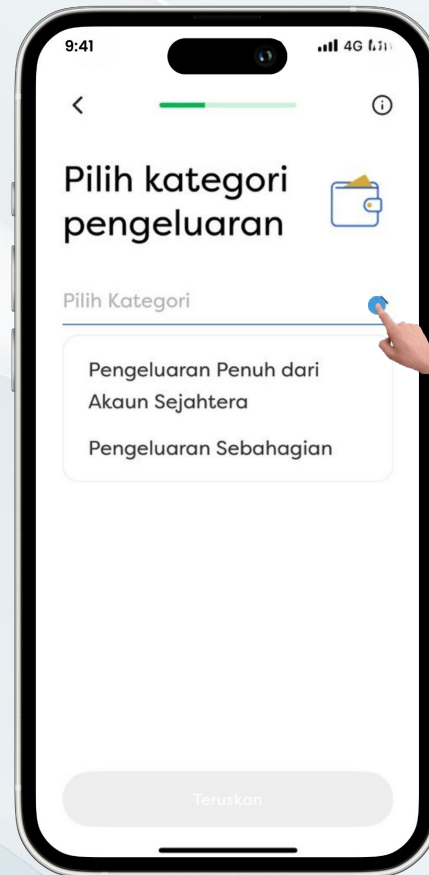 9:41
4G
Pilih kategori
pengeluaran
Pilih Kategori
Pengeluaran Penuh dari
Akaun Sejahtera
Pengeluaran Sebahagian
Teruskan